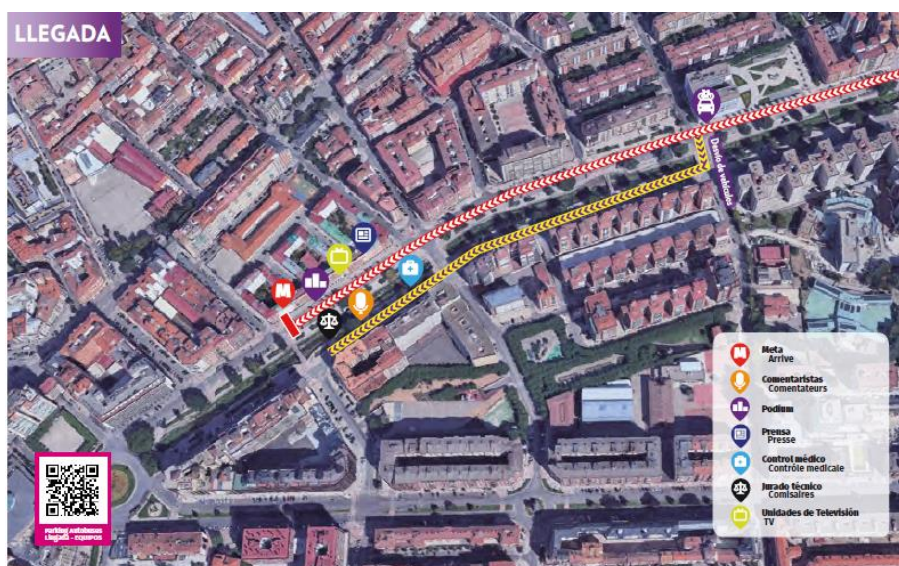 LLEGADA
Desvío de vehículos
Meta
Arrive
Comentaristas
Comentateurs
Podium
Prensa
Presse
Control médico
Contrôle medicale
Jurado técnico
Comisaires
Unidades de Televisión
TV
Parking Autobuses
Llegada - EQUIPOS